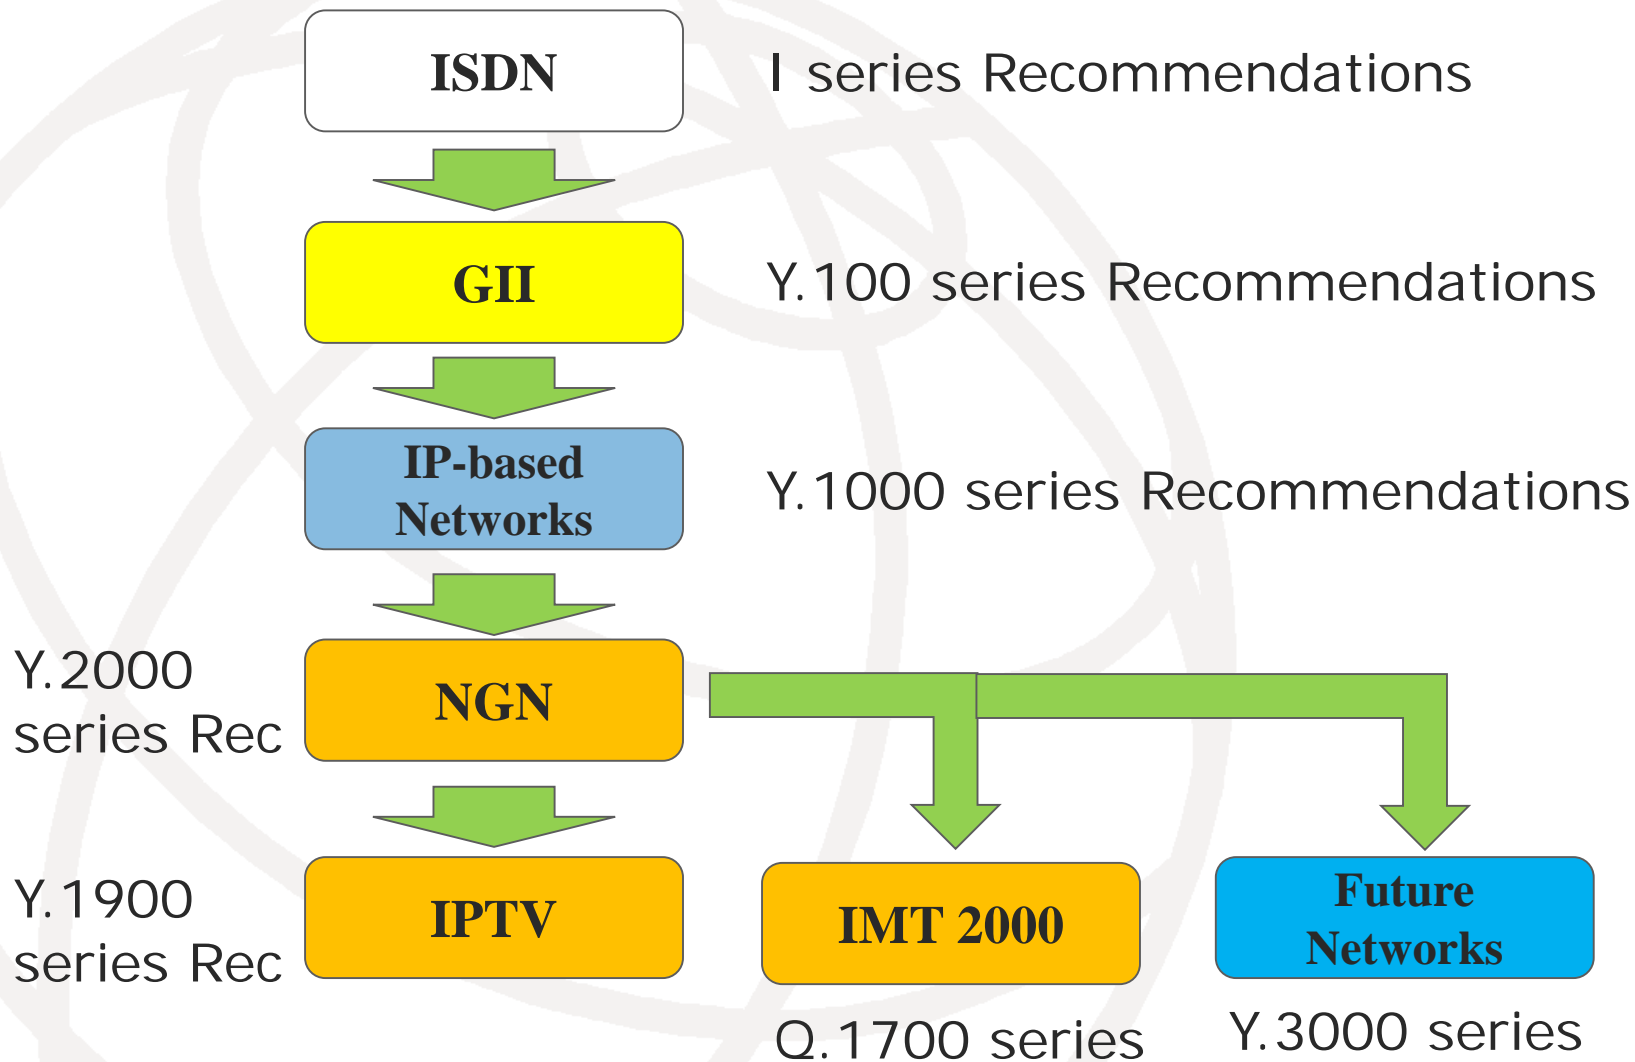 ISDN
I series Recommendations
GII
Y.100 series Recommendations
IP-based
Networks
Y.1000 series Recommendations
Y.2000
series Rec
NGN
Y.1900
series Rec
IPTV
IMT 2000
Future
Networks
Q.1700 series
Y.3000 series